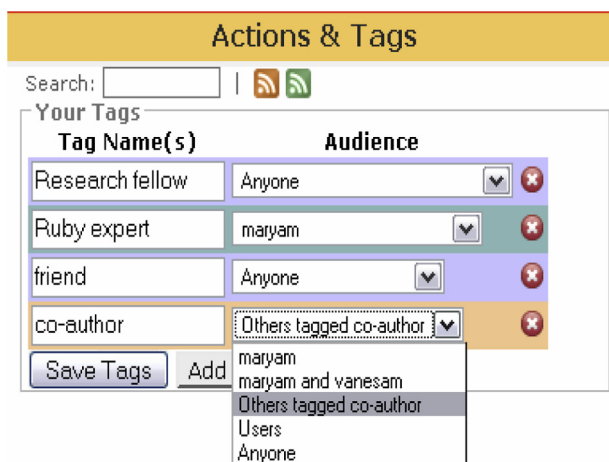 Actions & Tags
Search: |
Your Tags
Tag Name(s) Audience
Research fellow Anyone
Ruby expert maryam
friend Anyone
co-author Others tagged co-author
Save Tags Add
maryam
maryam and vanesam
Others tagged co-author
Users
Anyone